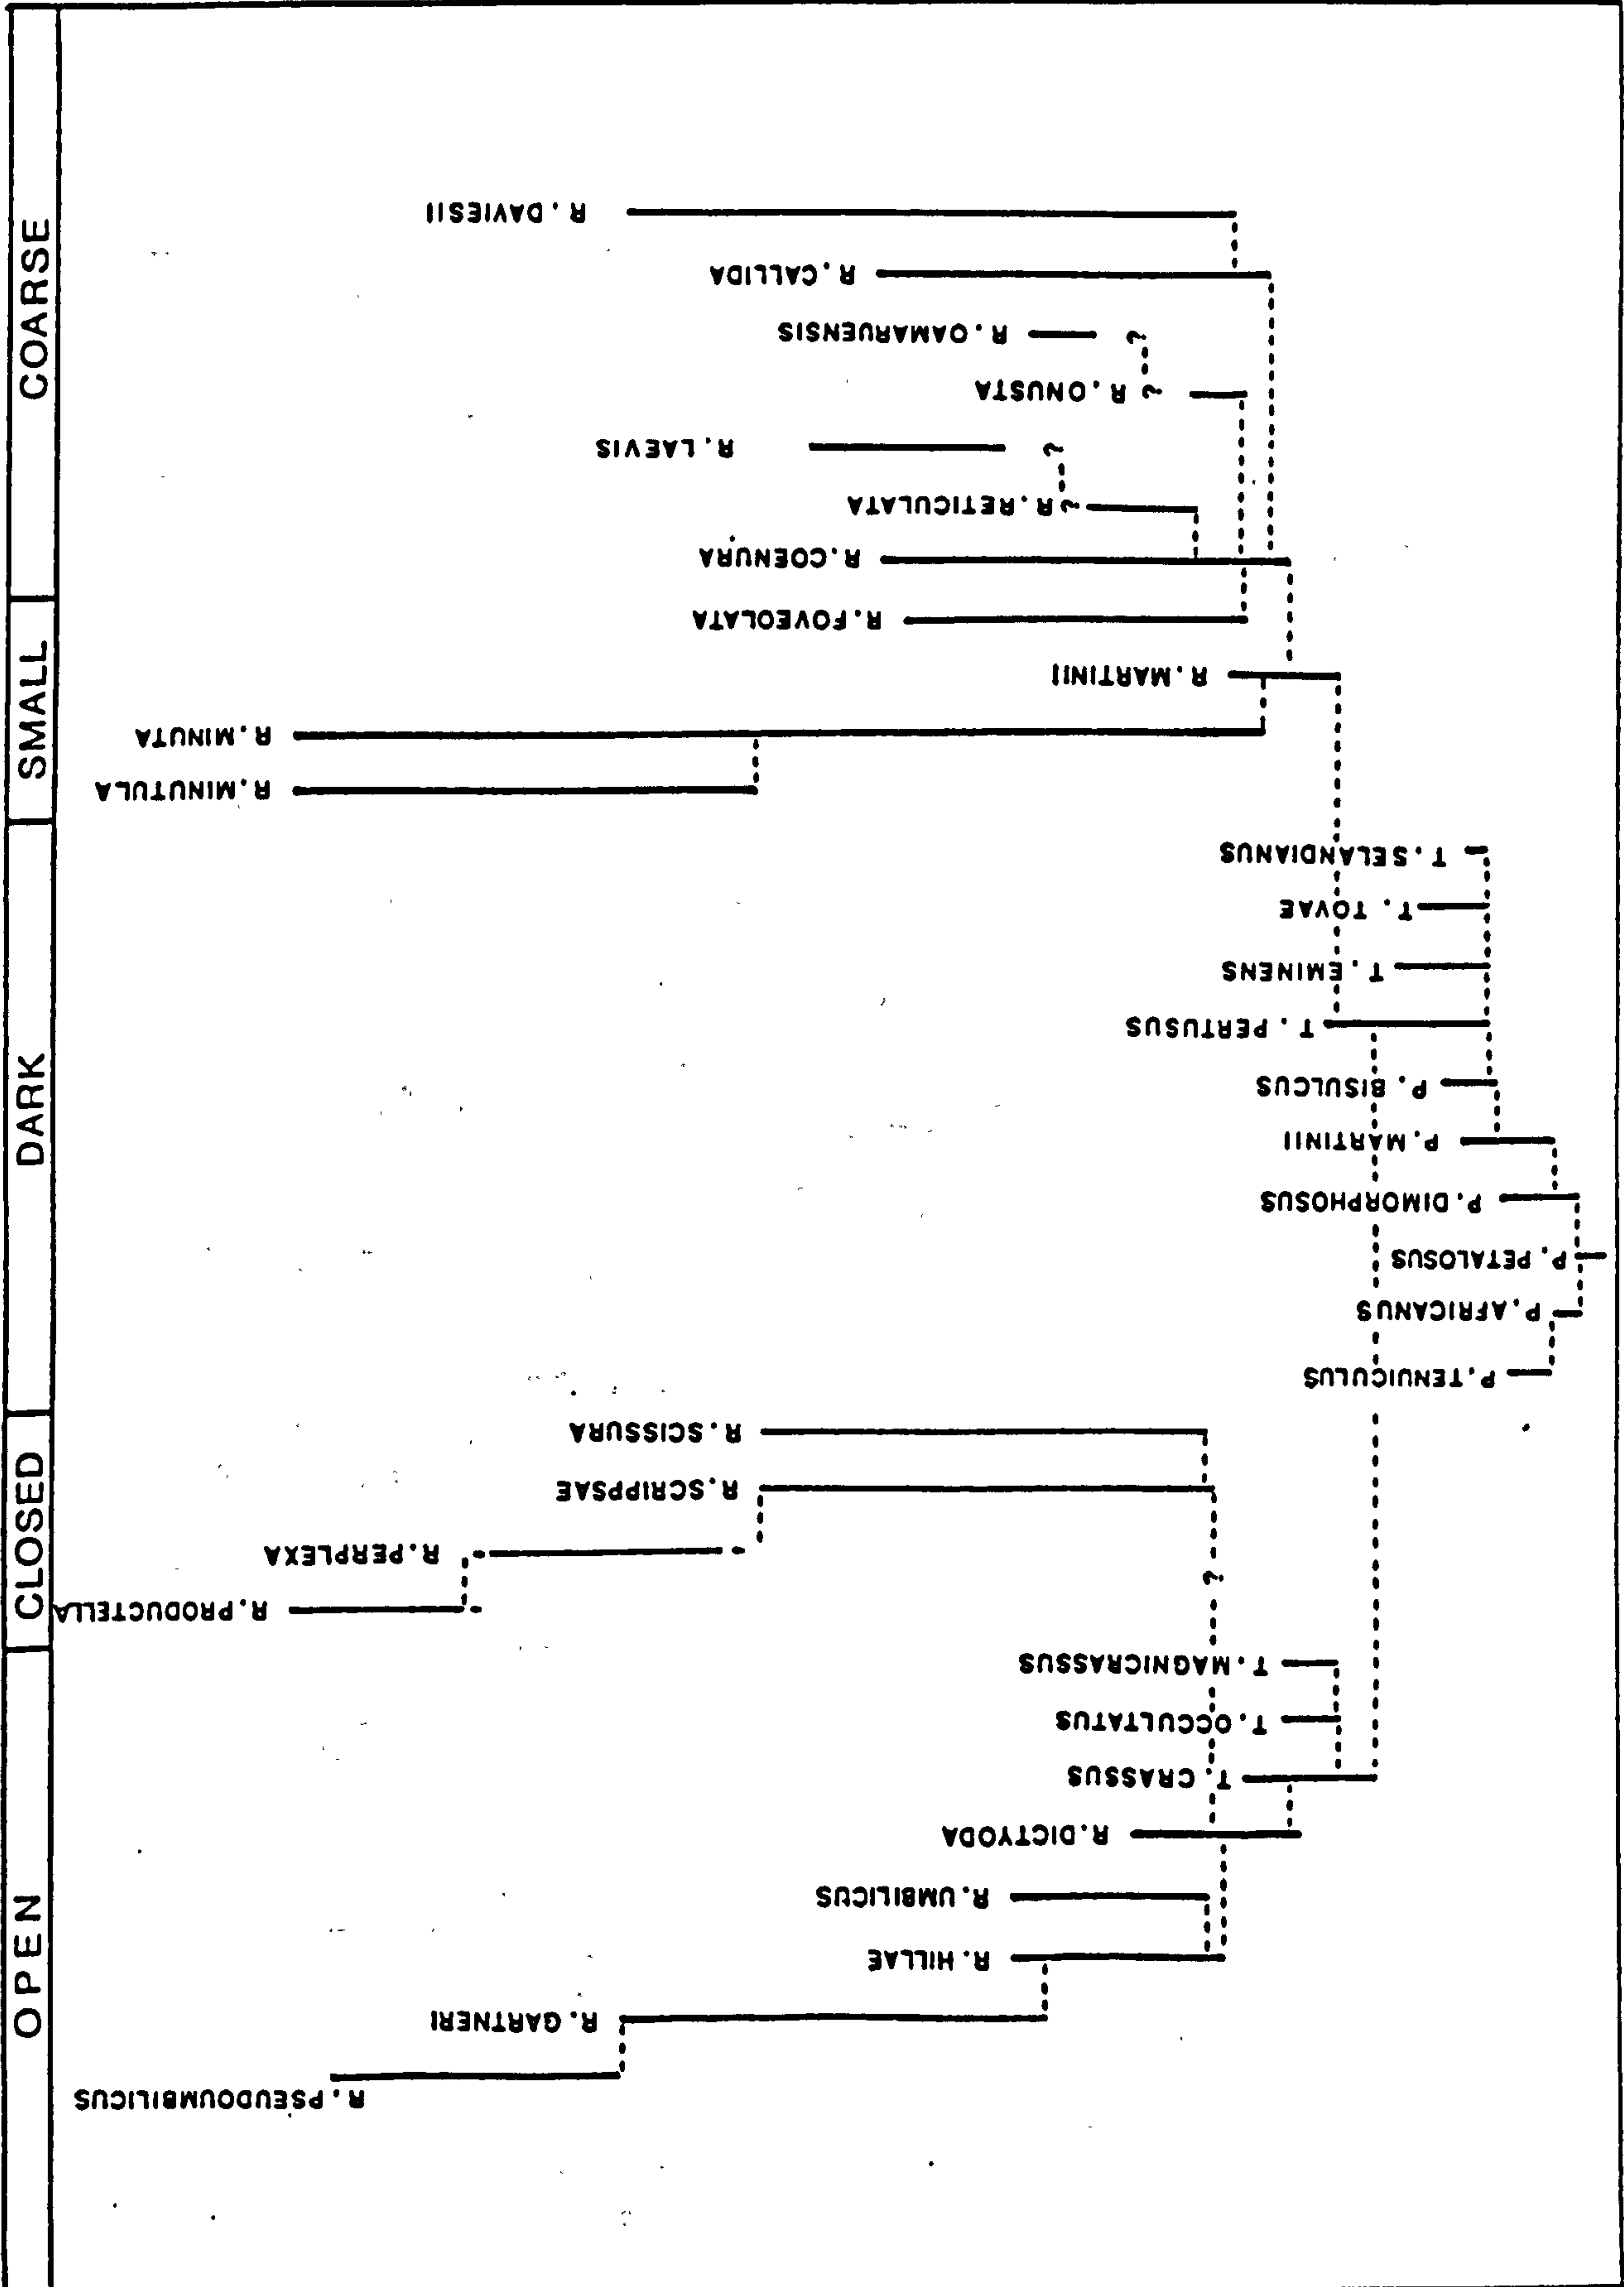 COARSE
SMALL
DARK
CLOSED
OPEN
R. DAVIESII
R. CALLIDA
R. OAMARUENSIS
?
R. ONUSTA ?
R. LAEVIS
?
R. RETICULATA
?
R. COENURA
R. FOVEOLATA
R. MARTINII
R. MINUTA
R. MINUTULA
T. SELANDIANUS
T. TOVAE
T. EMINENS
T. PERTUSUS
P. BISULCUS
P. MARTINII
P. DIMORPHOSUS
P. PETALOSUS
P. AFRICANUS
P. TENUICULUS
R. SCISSURA
R. SCRIPPSAE
R. PERPLEXA
?
R. PRODUCTELLA
T. MAGNICRASSUS
T. OCCULTATUS
T. CRASSUS
R. DICTYODA
R. UMBILICUS
R. HILLAE
R. GARTNERI
R. PSEUDOUMBILICUS